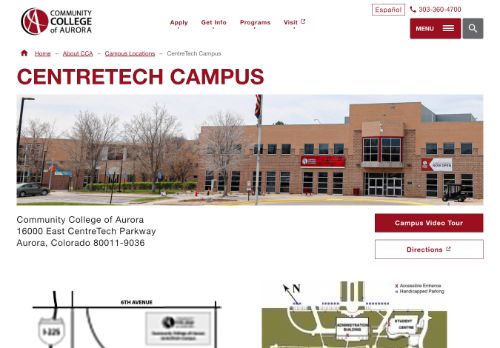 COMMUNITY
COLLEGE
of AURORA
Apply
Get Info
Programs
Visit
Español
303-360-4700
MENU
Home – About CCA – Campus Locations – CentreTech Campus
CENTRETECH CAMPUS
Community College of Aurora
16000 East CentreTech Parkway
Aurora, Colorado 80011-9036
Campus Video Tour
Directions
6TH AVENUE
I-225
N
X Accessible Entrance
Handicapped Parking
ADMINISTRATION
BUILDING
STUDENT
CENTRE